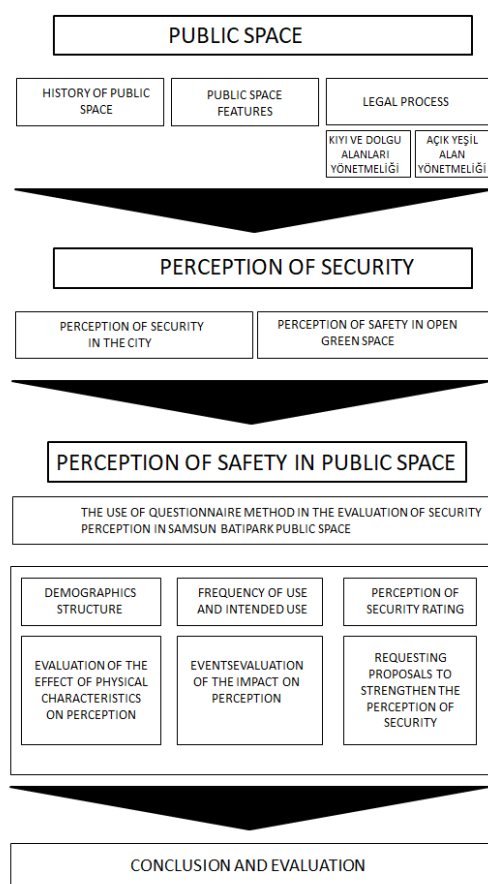 PUBLIC SPACE
HISTORY OF PUBLIC
SPACE
PUBLIC SPACE
FEATURES
LEGAL PROCESS
KIYI VE DOLGU
ALANLARI
YÖNETMELİĞİ
AÇIK YEŞİL
ALAN
YÖNETMELİĞİ
PERCEPTION OF SECURITY
PERCEPTION OF SECURITY
IN THE CITY
PERCEPTION OF SAFETY IN OPEN
GREEN SPACE
PERCEPTION OF SAFETY IN PUBLIC SPACE
THE USE OF QUESTIONNAIRE METHOD IN THE EVALUATION OF SECURITY
PERCEPTION IN SAMSUN BATIPARK PUBLIC SPACE
DEMOGRAPHICS
STRUCTURE
FREQUENCY OF USE
AND INTENDED USE
PERCEPTION OF
SECURITY RATING
EVALUATION OF THE
EFFECT OF PHYSICAL
CHARACTERISTICS
ON PERCEPTION
EVENTSEVALUATION
OF THE IMPACT ON
PERCEPTION
REQUESTING
PROPOSALS TO
STRENGTHEN THE
PERCEPTION OF
SECURITY
CONCLUSION AND EVALUATION